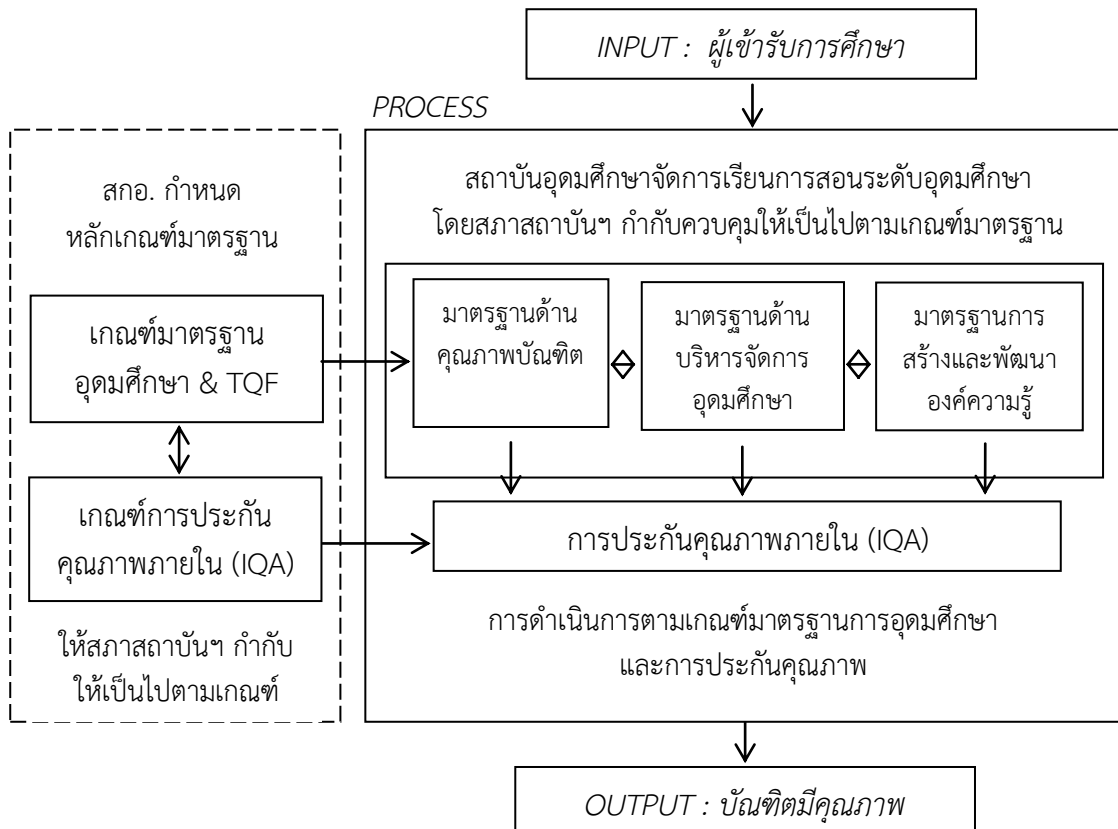 INPUT : ผู้เข้ารับการศึกษา
PROCESS
สกอ. กำหนด
หลักเกณฑ์มาตรฐาน
เกณฑ์มาตรฐาน
อุดมศึกษา & TQF
เกณฑ์การประกัน
คุณภาพภายใน (IQA)
ให้สภาสถาบันฯ กำกับ
ให้เป็นไปตามเกณฑ์
สถาบันอุดมศึกษาจัดการเรียนการสอนระดับอุดมศึกษา
โดยสภาสถาบันฯ กำกับควบคุมให้เป็นไปตามเกณฑ์มาตรฐาน
มาตรฐานด้าน
คุณภาพบัณฑิต
มาตรฐานด้าน
บริหารจัดการ
อุดมศึกษา
มาตรฐานการ
สร้างและพัฒนา
องค์ความรู้
การประกันคุณภาพภายใน (IQA)
การดำเนินการตามเกณฑ์มาตรฐานการอุดมศึกษา
และการประกันคุณภาพ
OUTPUT : บัณฑิตมีคุณภาพ